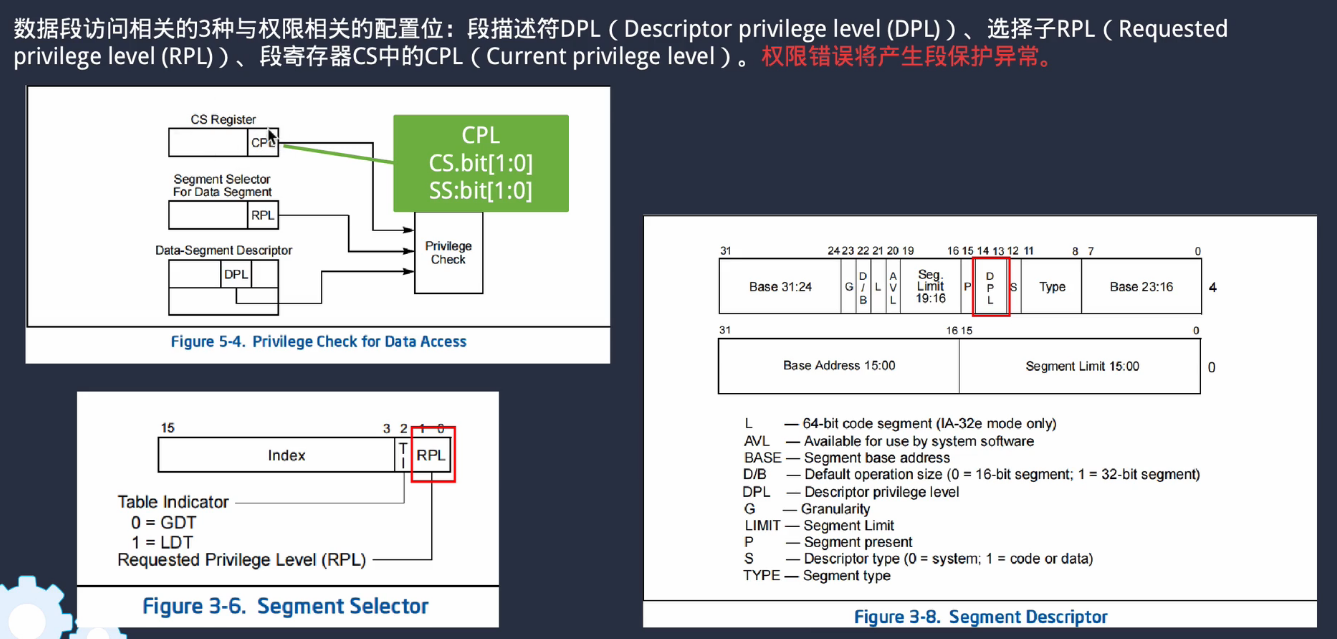 数据段访问相关的3种与权限相关的配置位：段描述符DPL（Descriptor privilege level (DPL)）、选择子RPL（Requested
privilege level (RPL)）、段寄存器CS中的CPL（Current privilege level）。权限错误将产生段保护异常。
CS Register
CPL
CPL
CS.bit[1:0]
SS:bit[1:0]
Segment Selector
For Data Segment
RPL
Data-Segment Descriptor
DPL
Privilege
Check
Figure 5-4. Privilege Check for Data Access
15 3 2 1 0
Index T I RPL
Table Indicator
0 = GDT
1 = LDT
Requested Privilege Level (RPL)
Figure 3-6. Segment Selector
31 24 23 22 21 20 19 16 15 14 13 12 11 8 7 0
Base 31:24 G D/B L AVL Seg. Limit 19:16 P DPL S Type Base 23:16 4
31 16 15 0
Base Address 15:00 Segment Limit 15:00 0
L — 64-bit code segment (IA-32e mode only)
AVL — Available for use by system software
BASE — Segment base address
D/B — Default operation size (0 = 16-bit segment; 1 = 32-bit segment)
DPL — Descriptor privilege level
G — Granularity
LIMIT — Segment Limit
P — Segment present
S — Descriptor type (0 = system; 1 = code or data)
TYPE — Segment type
Figure 3-8. Segment Descriptor